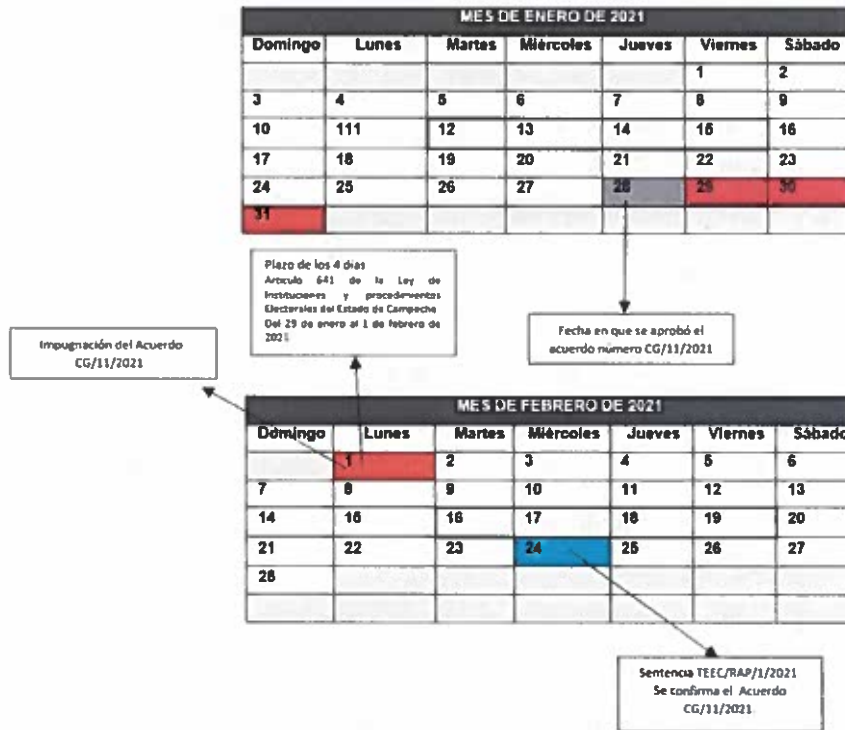 MES DE ENERO DE 2021
Domingo Lunes Martes Miércoles Jueves Viernes Sábado
1 2
3 4 5 6 7 8 9
10 111 12 13 14 15 16
17 18 19 20 21 22 23
24 25 26 27 28 29 30
31
Plazo de los 4 dias
Articulo 641 de la Ley de
Instituciones y procedimientos
Electorales del Estado de Campeche
Del 29 de enero al 1 de febrero de
2021
Fecha en que se aprobó el
acuerdo número CG/11/2021
Impugnación del Acuerdo
CG/11/2021
MES DE FEBRERO DE 2021
Domingo Lunes Martes Miércoles Jueves Viernes Sábado
1 2 3 4 5 6
7 8 9 10 11 12 13
14 15 16 17 18 19 20
21 22 23 24 25 26 27
28
Sentencia TEEC/RAP/1/2021
Se confirma el Acuerdo
CG/11/2021